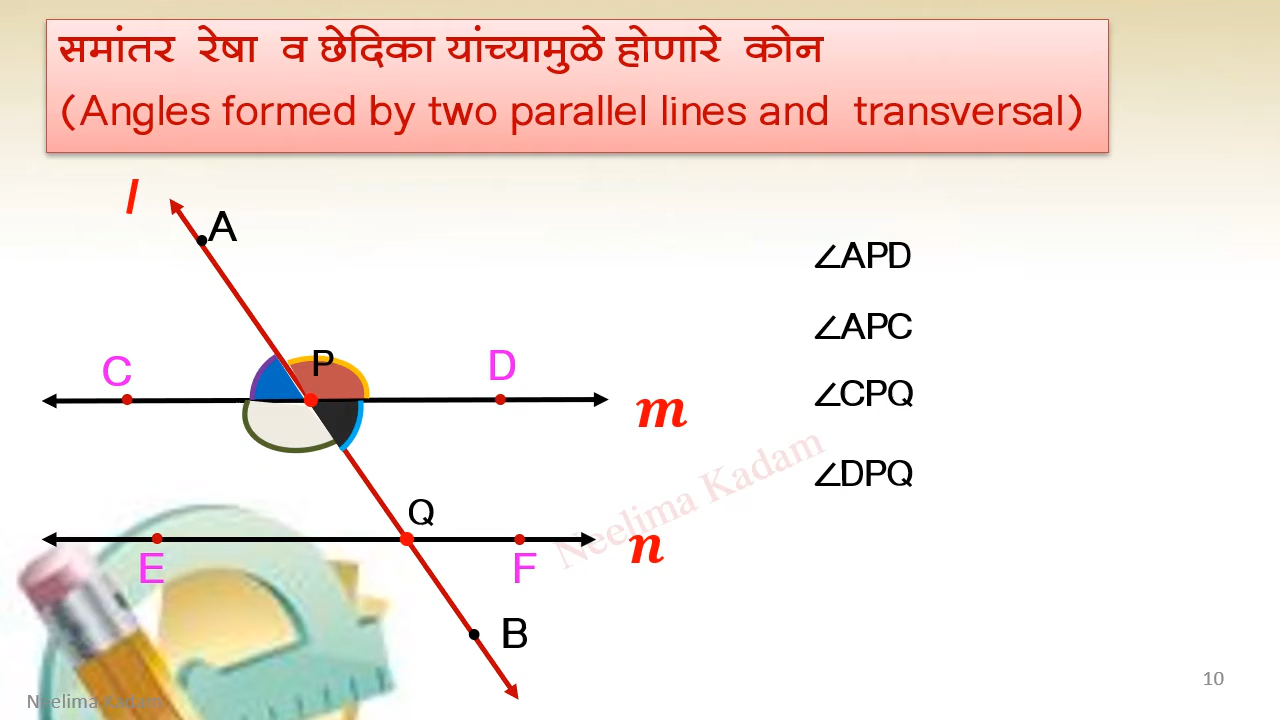 समांतर रेषा व छेदिका यांच्यामुळे होणारे कोन
(Angles formed by two parallel lines and transversal)
l
A
∠APD
P
∠APC
C
D
m
∠CPQ
∠DPQ
Neelima Kadam
Q
n
E
F
B
10
Neelima Kadam